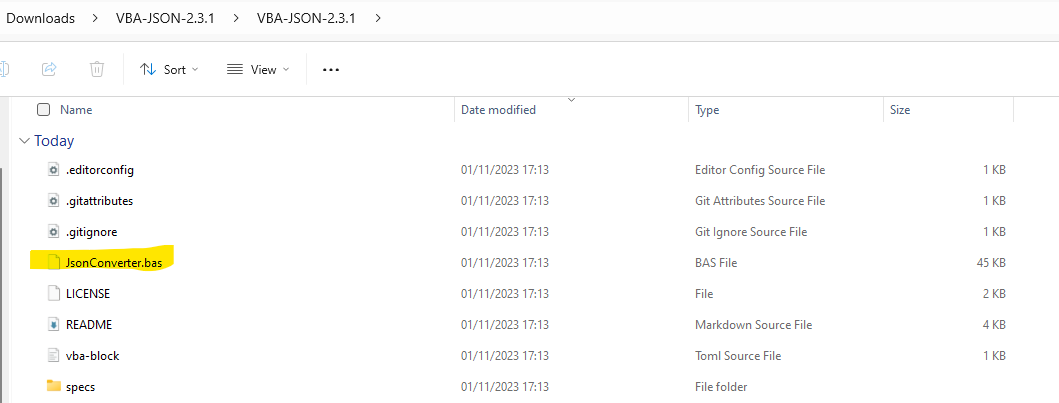 Downloads > VBA-JSON-2.3.1 > VBA-JSON-2.3.1 >
Sort View ...
Name Date modified Type Size
Today
.editorconfig 01/11/2023 17:13 Editor Config Source File 1 KB
.gitattributes 01/11/2023 17:13 Git Attributes Source File 1 KB
.gitignore 01/11/2023 17:13 Git Ignore Source File 1 KB
JsonConverter.bas 01/11/2023 17:13 BAS File 45 KB
LICENSE 01/11/2023 17:13 File 2 KB
README 01/11/2023 17:13 Markdown Source File 4 KB
vba-block 01/11/2023 17:13 Toml Source File 1 KB
specs 01/11/2023 17:13 File folder